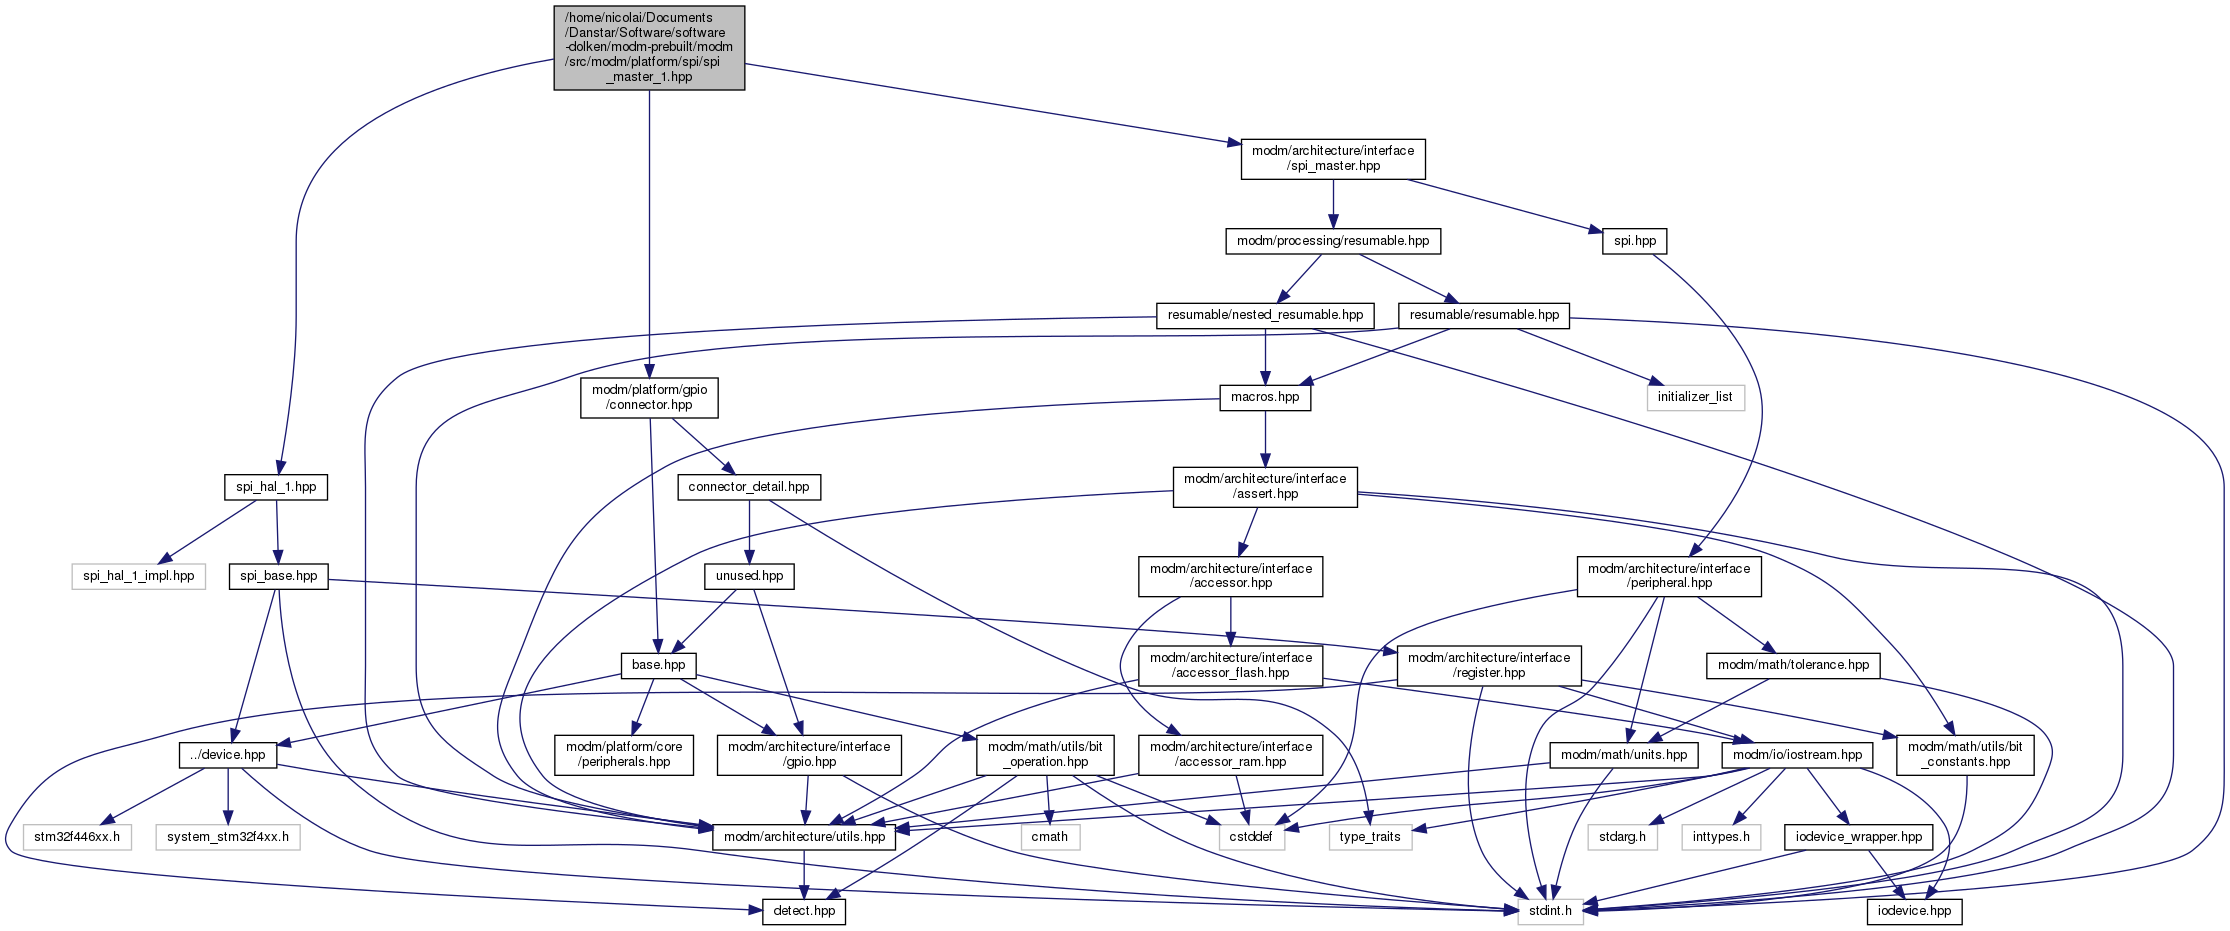 /home/nicolai/Documents
/Danstar/Software/software
-dolken/modm-prebuilt/modm
/src/modm/platform/spi/spi
_master_1.hpp
modm/architecture/interface
/spi_master.hpp
modm/processing/resumable.hpp
spi.hpp
resumable/nested_resumable.hpp
resumable/resumable.hpp
modm/platform/gpio
/connector.hpp
macros.hpp
initializer_list
spi_hal_1.hpp
connector_detail.hpp
modm/architecture/interface
/assert.hpp
spi_hal_1_impl.hpp
spi_base.hpp
unused.hpp
modm/architecture/interface
/accessor.hpp
modm/architecture/interface
/peripheral.hpp
base.hpp
modm/architecture/interface
/accessor_flash.hpp
modm/architecture/interface
/register.hpp
modm/math/tolerance.hpp
../device.hpp
modm/platform/core
/peripherals.hpp
modm/architecture/interface
/gpio.hpp
modm/math/utils/bit
_operation.hpp
modm/architecture/interface
/accessor_ram.hpp
modm/math/units.hpp
modm/io/iostream.hpp
modm/math/utils/bit
_constants.hpp
stm32f446xx.h
system_stm32f4xx.h
modm/architecture/utils.hpp
cmath
cstddef
type_traits
stdarg.h
inttypes.h
iodevice_wrapper.hpp
detect.hpp
stdint.h
iodevice.hpp